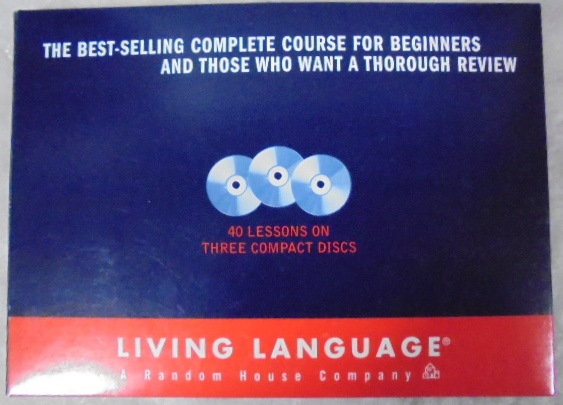 THE BEST-SELLING COMPLETE COURSE FOR BEGINNERS
AND THOSE WHO WANT A THOROUGH REVIEW
40 LESSONS ON
THREE COMPACT DISCS
LIVING LANGUAGE®
A Random House Company